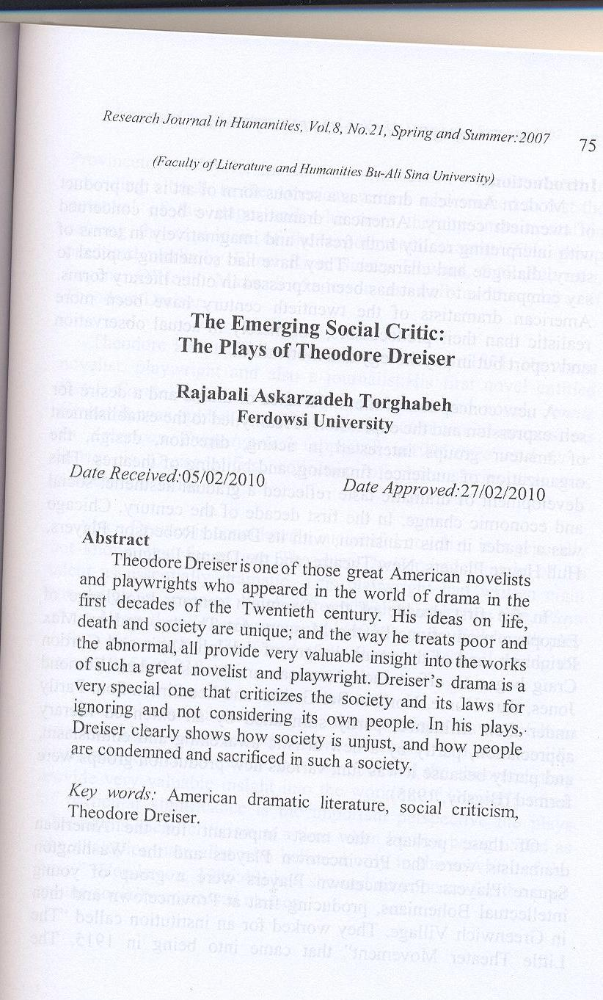 Research Journal in Humanities, Vol.8, No.21, Spring and Summer:2007 75
(Faculty of Literature and Humanities Bu-Ali Sina University)
The Emerging Social Critic:
The Plays of Theodore Dreiser
Rajabali Askarzadeh Torghabeh
Ferdowsi University
Date Received:05/02/2010 Date Approved:27/02/2010
Abstract
Theodore Dreiser is one of those great American novelists
and playwrights who appeared in the world of drama in the
first decades of the Twentieth century. His ideas on life,
death and society are unique; and the way he treats poor and
the abnormal, all provide very valuable insight into the works
of such a great novelist and playwright. Dreiser's drama is a
very special one that criticizes the society and its laws for
ignoring and not considering its own people. In his plays,
Dreiser clearly shows how society is unjust, and how people
are condemned and sacrificed in such a society.
Key words: American dramatic literature, social criticism,
Theodore Dreiser.